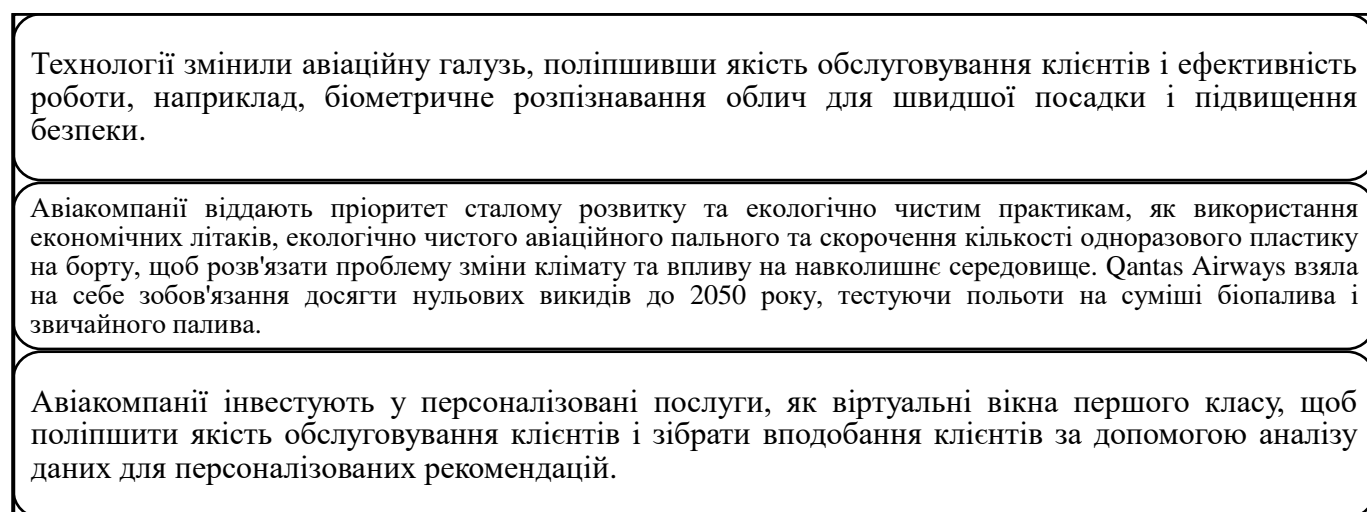 Технології змінили авіаційну галузь, поліпшивши якість обслуговування клієнтів і ефективність
роботи, наприклад, біометричне розпізнавання облич для швидшої посадки і підвищення
безпеки.
Авіакомпанії віддають пріоритет сталому розвитку та екологічно чистим практикам, як використання
економічних літаків, екологічно чистого авіаційного пального та скорочення кількості одноразового пластику
на борту, щоб розв'язати проблему зміни клімату та впливу на навколишнє середовище. Qantas Airways взяла
на себе зобов'язання досягти нульових викидів до 2050 року, тестуючи польоти на суміші біопалива і
звичайного палива.
Авіакомпанії інвестують у персоналізовані послуги, як віртуальні вікна першого класу, щоб
поліпшити якість обслуговування клієнтів і зібрати вподобання клієнтів за допомогою аналізу
даних для персоналізованих рекомендацій.